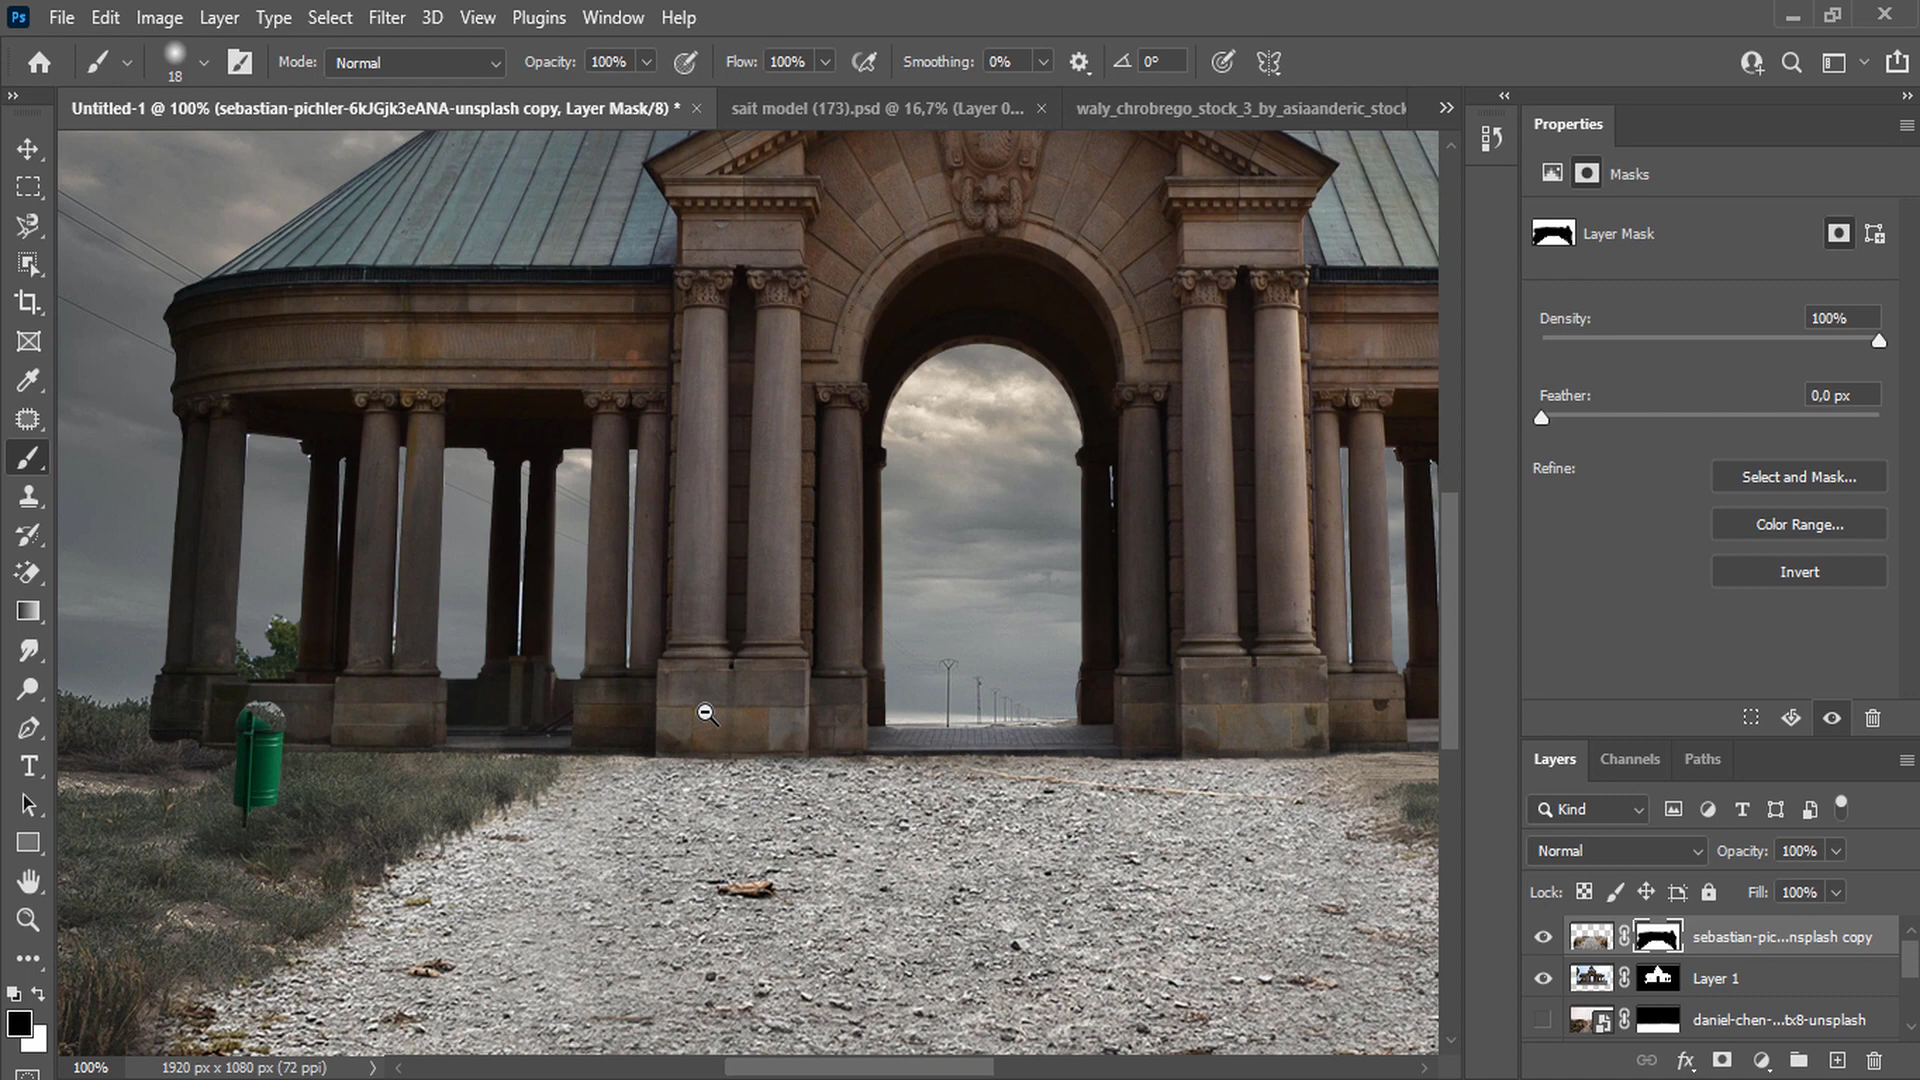 Ps File Edit Image Layer Type Select Filter 3D View Plugins Window Help
18 Mode: Normal Opacity: 100% Flow: 100% Smoothing: 0% 0°
Untitled-1 @ 100% (sebastian-pichler-6kJGjk3eANA-unsplash copy, Layer Mask/8) *
sait model (173).psd @ 16,7% (Layer 0...
waly_chrobrego_stock_3_by_asiaanderic_stock
Properties
Masks
Layer Mask
Density: 100%
Feather: 0,0 px
Refine:
Select and Mask...
Color Range...
Invert
Layers Channels Paths
Kind
Normal Opacity: 100%
Lock: Fill: 100%
sebastian-pic...nsplash copy
Layer 1
daniel-chen-...tx8-unsplash
100% 1920 px x 1080 px (72 ppi)